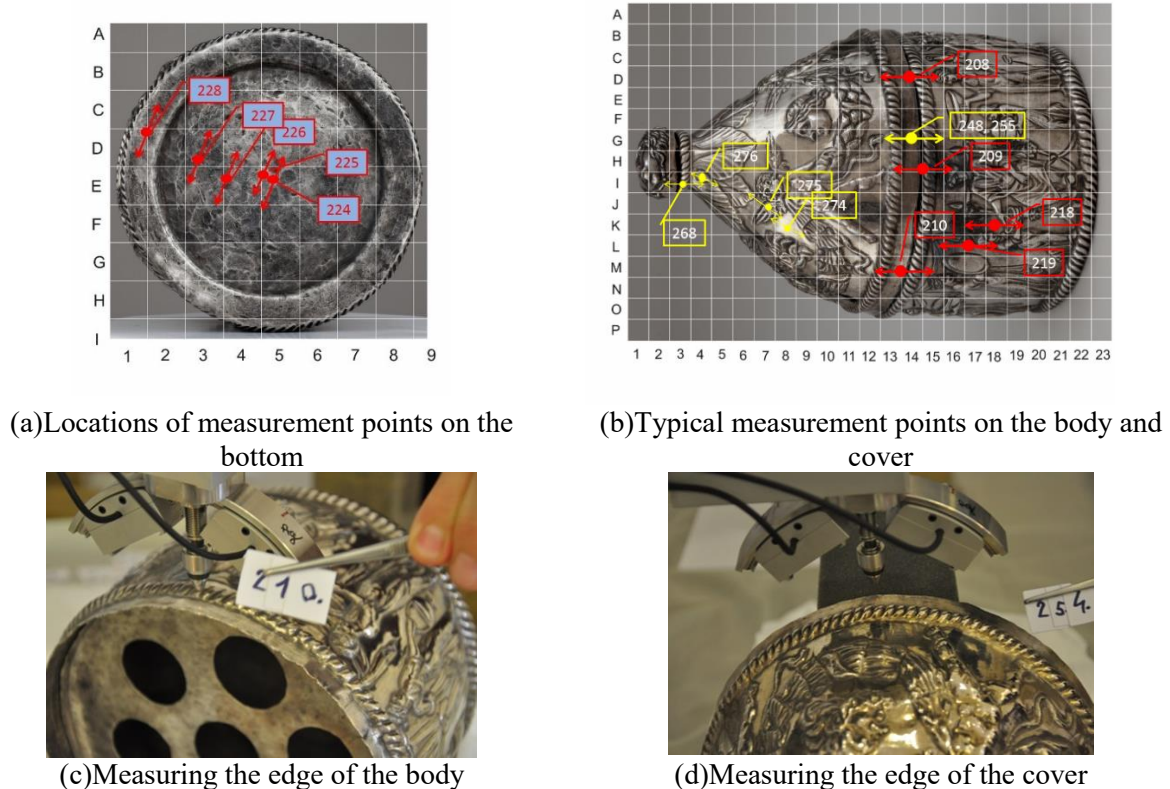 A
B
C
D
E
F
G
H
I
1 2 3 4 5 6 7 8 9
228
227
226
225
224
A
B
C
D
E
F
G
H
I
J
K
L
M
N
O
P
1 2 3 4 5 6 7 8 9 10 11 12 13 14 15 16 17 18 19 20 21 22 23
208
248, 255
209
276
275
274
268
210
218
219
(a)Locations of measurement points on the
bottom
(b)Typical measurement points on the body and
cover
210.
254.
(c)Measuring the edge of the body
(d)Measuring the edge of the cover